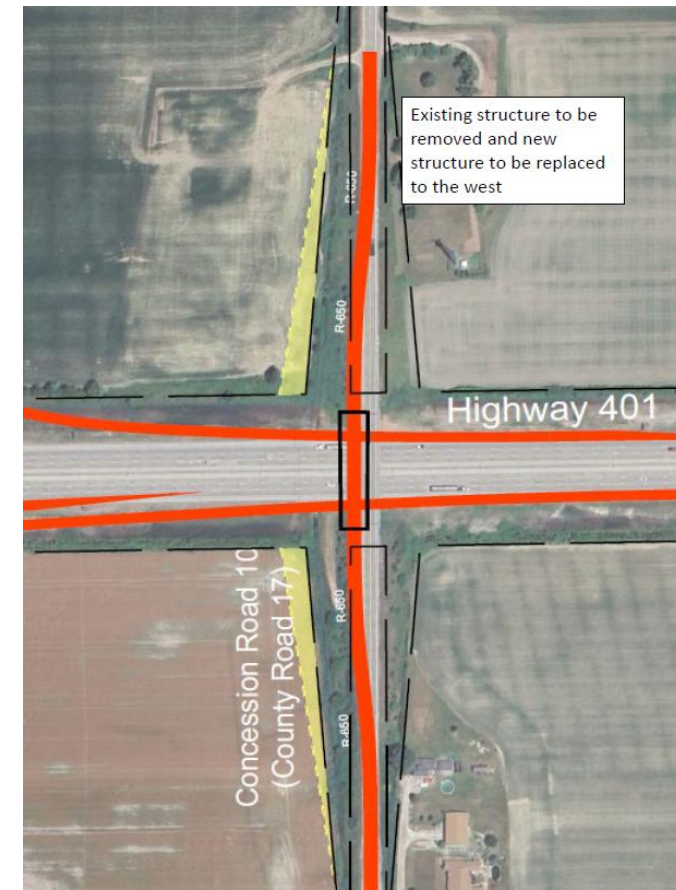 Existing structure to be
removed and new
structure to be replaced
to the west
R-650
R-650
Highway 401
Concession Road 10
(County Road 17)
R-650
R-650